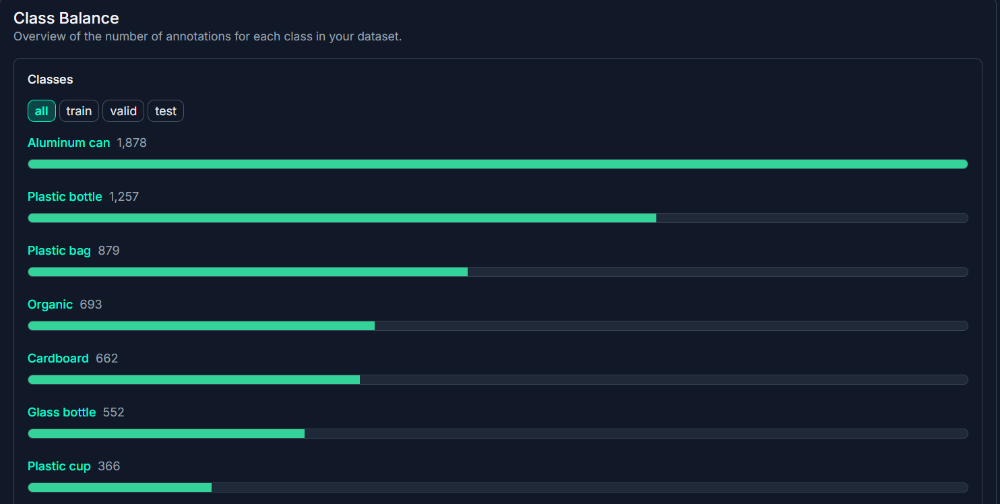 Class Balance
Overview of the number of annotations for each class in your dataset.
Classes
all train valid test
Aluminum can 1,878
Plastic bottle 1,257
Plastic bag 879
Organic 693
Cardboard 662
Glass bottle 552
Plastic cup 366